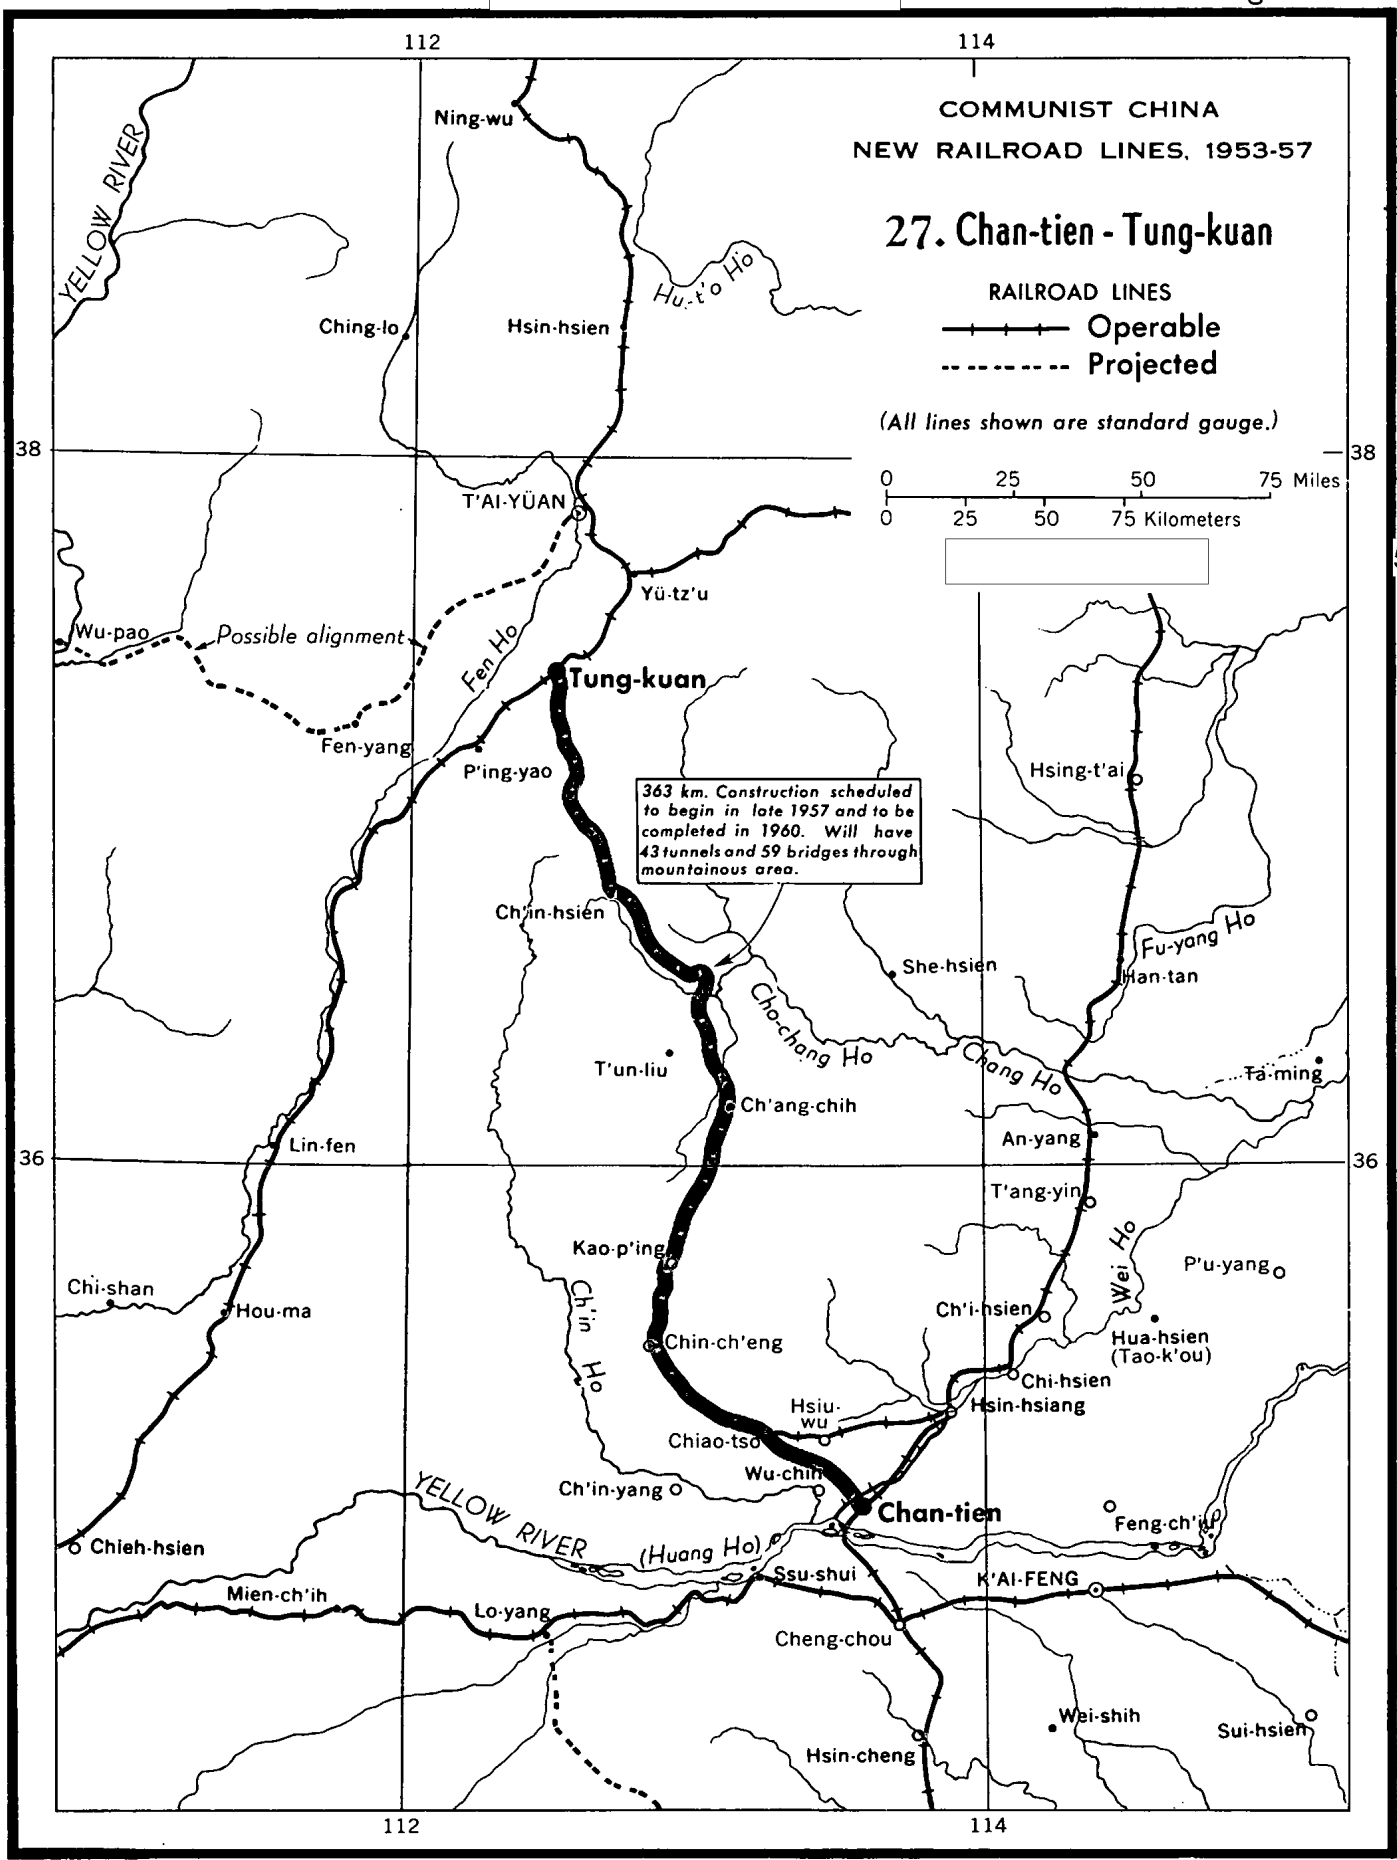 112
114
COMMUNIST CHINA
NEW RAILROAD LINES, 1953-57
27. Chan-tien - Tung-kuan
RAILROAD LINES
Operable
Projected
(All lines shown are standard gauge.)
38
38
0 25 50 75 Miles
0 25 50 75 Kilometers
YELLOW RIVER
Ning-wu
Hu-t'o Ho
Ching-lo
Hsin-hsien
T'AI-YÜAN
Yü-tz'u
Wu-pao
Possible alignment
Fen Ho
Tung-kuan
Fen-yang
P'ing-yao
Hsing-t'ai
363 km. Construction scheduled
to begin in late 1957 and to be
completed in 1960. Will have
43 tunnels and 59 bridges through
mountainous area.
Ch'in-hsien
Fu-yang Ho
She-hsien
Han-tan
Cho-chang Ho
Chang Ho
T'un-liu
Ta-ming
Ch'ang-chih
An-yang
Lin-fen
36
36
T'ang-yin
Kao-p'ing
Wei Ho
P'u-yang
Chi-shan
Hou-ma
Ch'in Ho
Ch'i-hsien
Hua-hsien
(Tao-k'ou)
Chin-ch'eng
Chi-hsien
Hsiu-
wu
Hsin-hsiang
Chiao-tso
Wu-chih
Ch'in-yang
YELLOW RIVER
(Huang Ho)
Chan-tien
Feng-ch'iu
Chieh-hsien
Ssu-shui
K'AI-FENG
Mien-ch'ih
Lo-yang
Cheng-chou
Wei-shih
Sui-hsien
Hsin-cheng
112
114